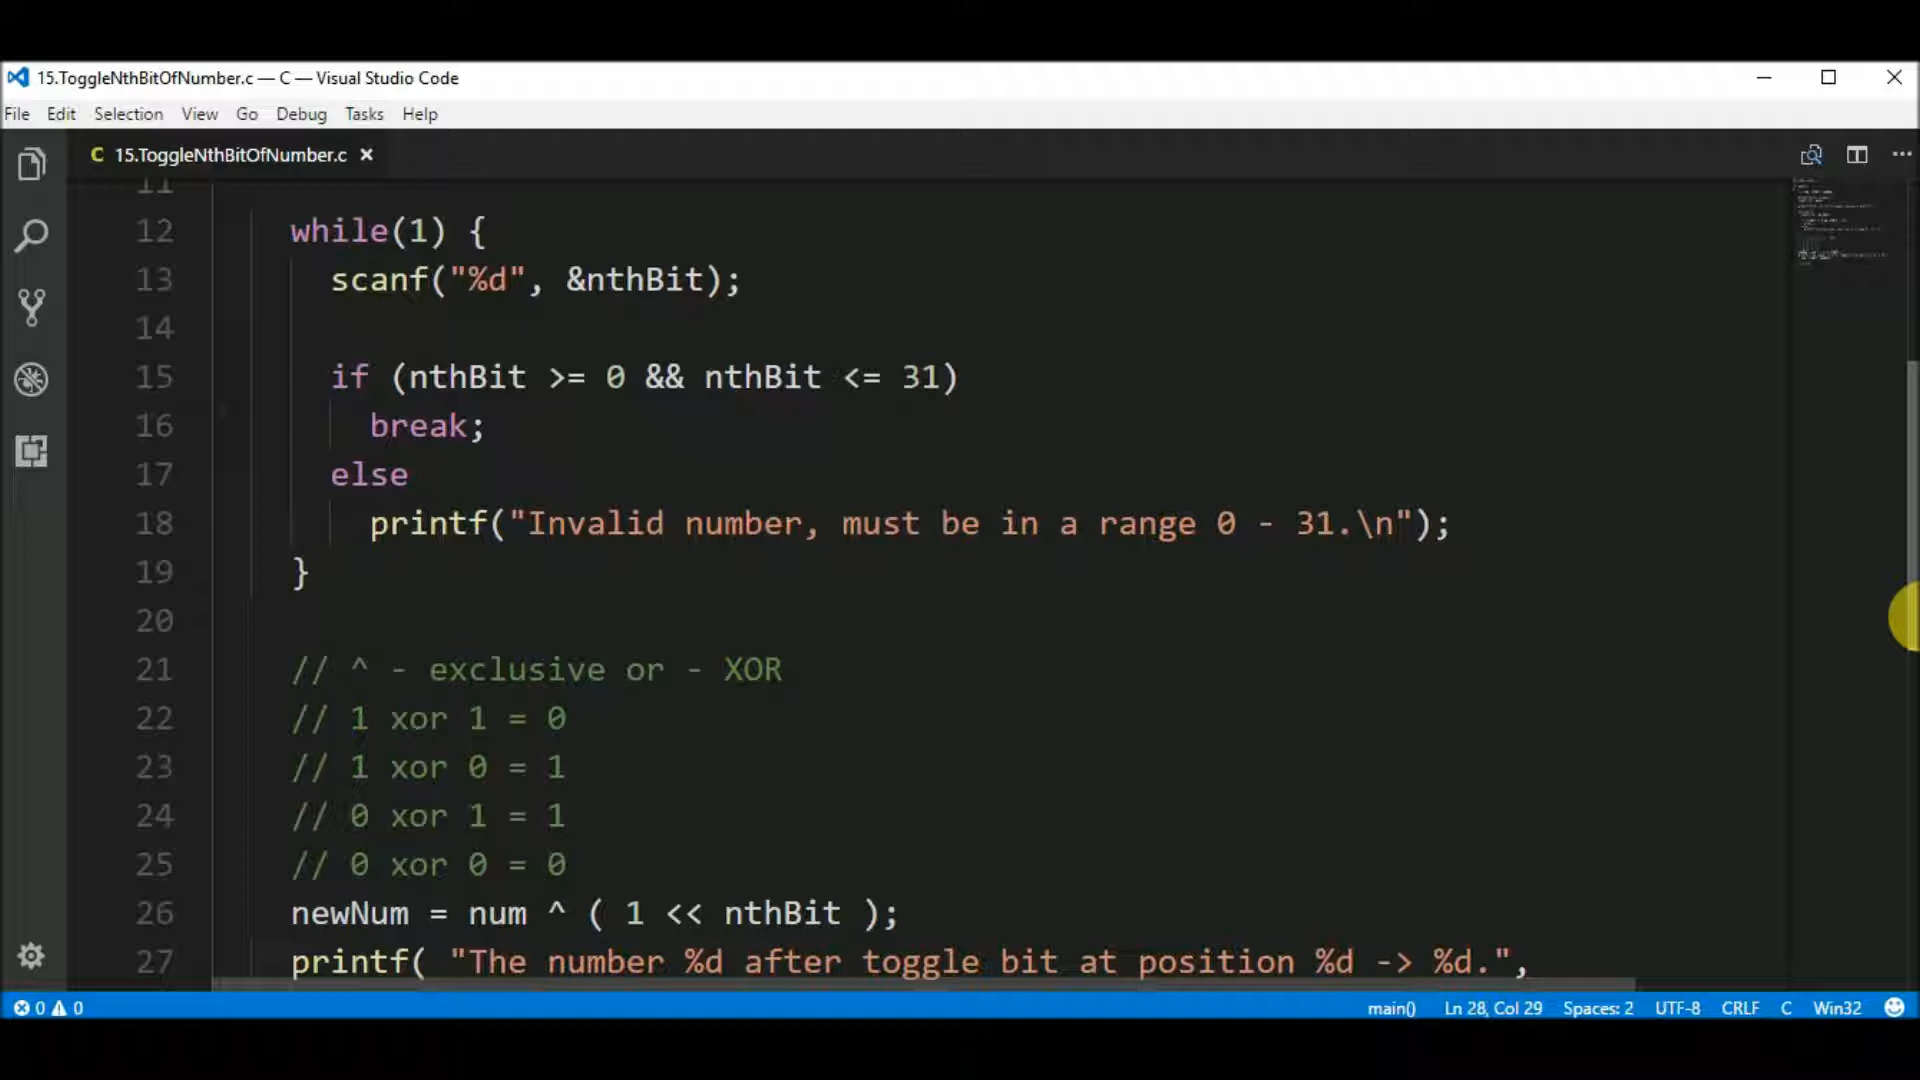 15.ToggleNthBitOfNumber.c — C — Visual Studio Code
File Edit Selection View Go Debug Tasks Help
C 15.ToggleNthBitOfNumber.c ×
11
12 while(1) {
13 scanf("%d", &nthBit);
14
15 if (nthBit >= 0 && nthBit <= 31)
16 break;
17 else
18 printf("Invalid number, must be in a range 0 - 31.\n");
19 }
20
21 // ^ - exclusive or - XOR
22 // 1 xor 1 = 0
23 // 1 xor 0 = 1
24 // 0 xor 1 = 1
25 // 0 xor 0 = 0
26 newNum = num ^ ( 1 << nthBit );
27 printf( "The number %d after toggle bit at position %d -> %d.",
0 0 main() Ln 28, Col 29 Spaces: 2 UTF-8 CRLF C Win32